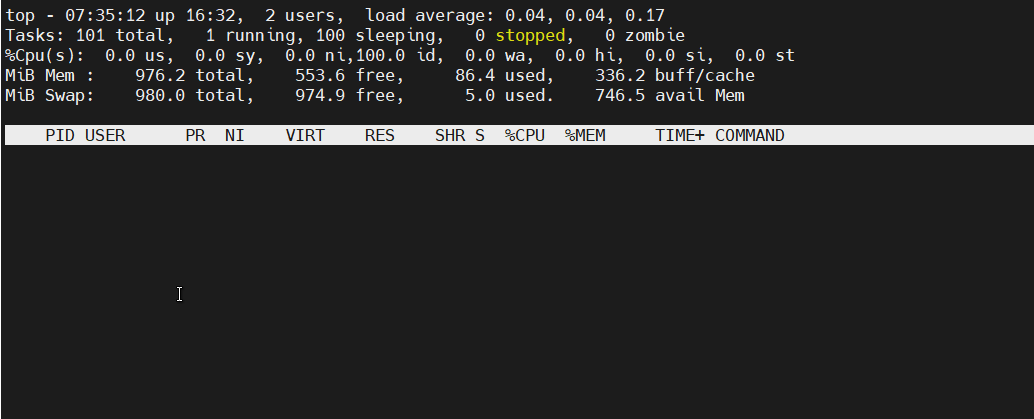 top - 07:35:12 up 16:32,  2 users,  load average: 0.04, 0.04, 0.17
Tasks: 101 total,   1 running, 100 sleeping,   0 stopped,   0 zombie
%Cpu(s):  0.0 us,  0.0 sy,  0.0 ni,100.0 id,  0.0 wa,  0.0 hi,  0.0 si,  0.0 st
MiB Mem :    976.2 total,    553.6 free,     86.4 used,    336.2 buff/cache
MiB Swap:    980.0 total,    974.9 free,      5.0 used.    746.5 avail Mem
PID USER      PR  NI    VIRT    RES    SHR S  %CPU  %MEM     TIME+ COMMAND